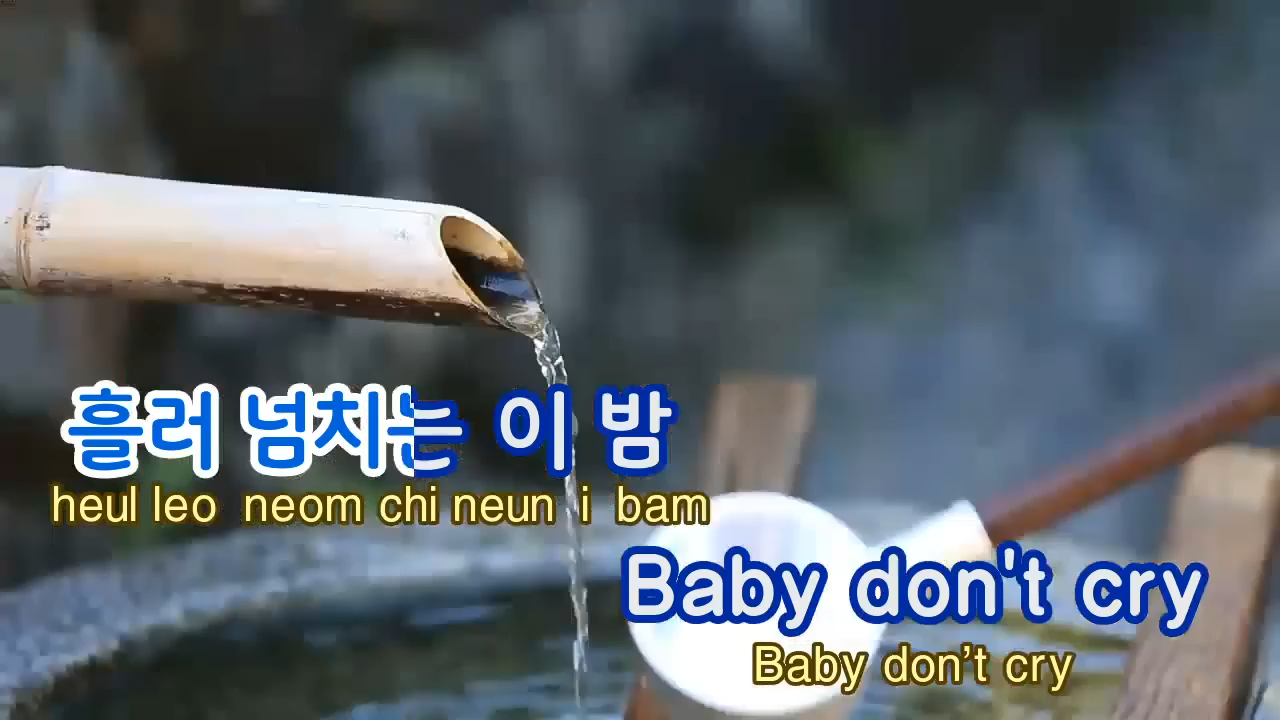 흘러 넘치는 이 밤
heul leo neom chi neun i bam
Baby don't cry
Baby don’t cry